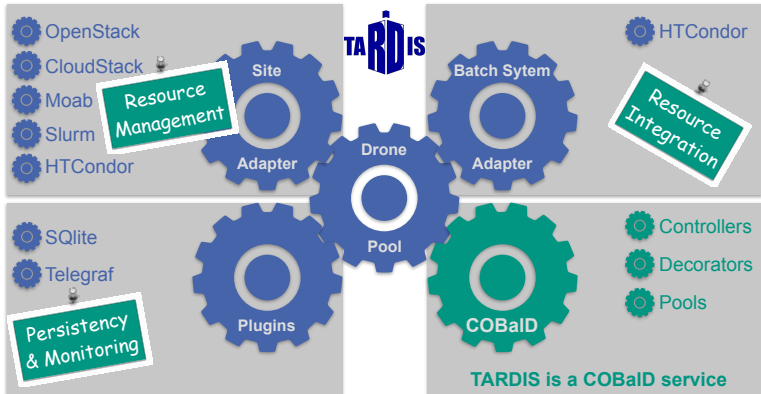 OpenStack
CloudStack
Moab
Slurm
HTCondor
Resource
Management
Site
Adapter
TARDIS
Batch Sytem
Adapter
HTCondor
Resource
Integration
Drone
Pool
SQlite
Telegraf
Persistency
& Monitoring
Plugins
COBalD
Controllers
Decorators
Pools
TARDIS is a COBalD service